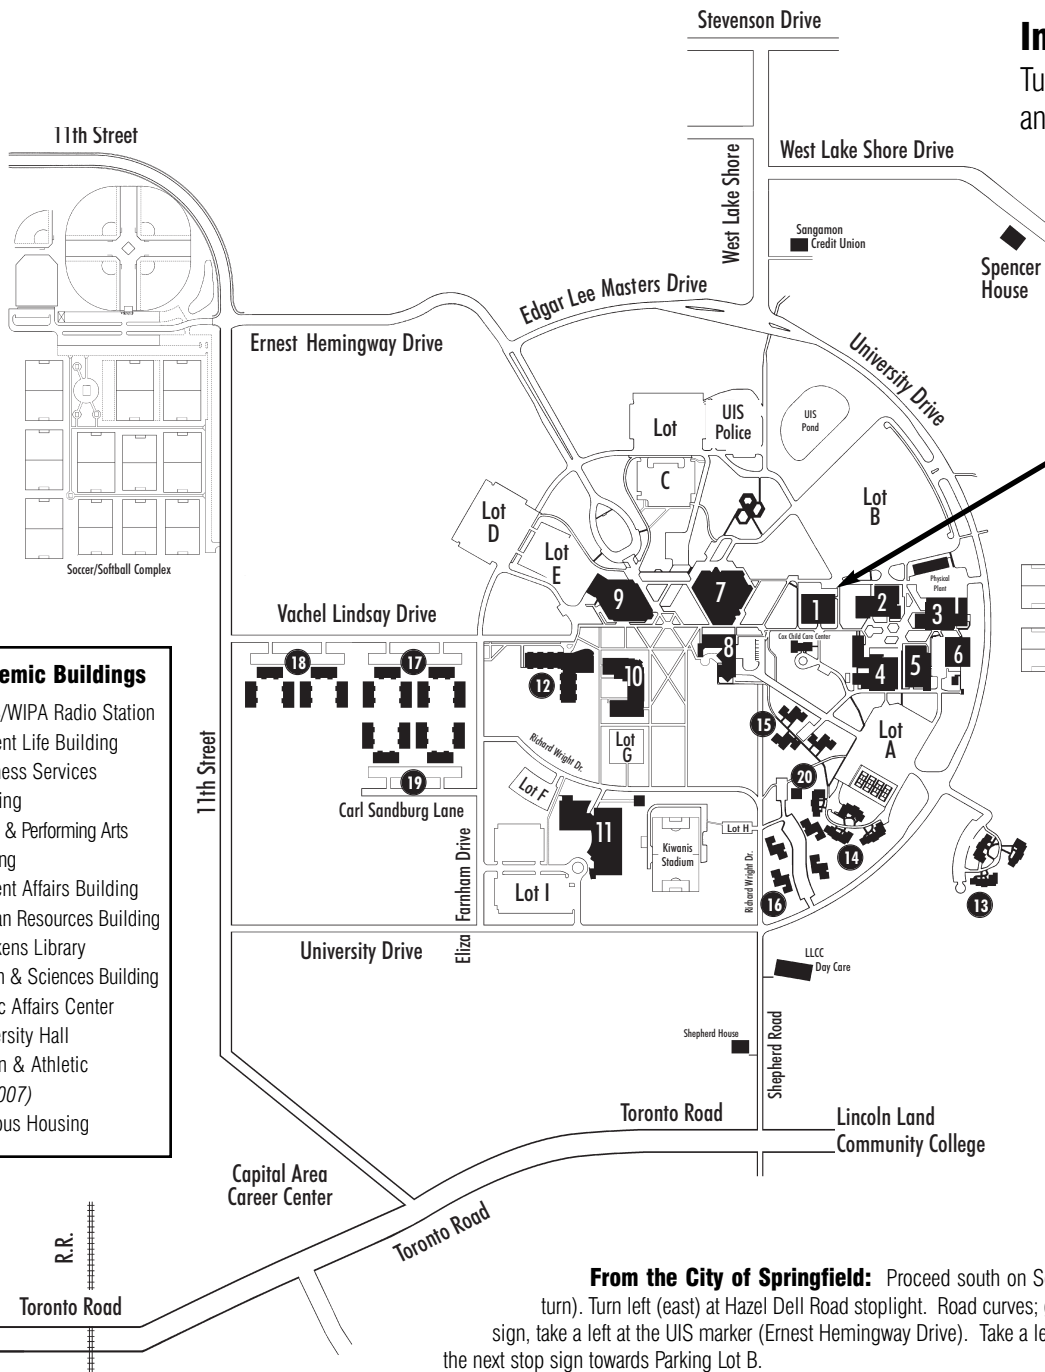 Stevenson Drive
In
Tu
an
11th Street
West Lake Shore Drive
West Lake Shore
Sangamon
Credit Union
Spencer
House
Edgar Lee Masters Drive
Ernest Hemingway Drive
University Drive
Lot
UIS
Police
UIS
Pond
C
Lot
B
Lot
D
Lot
E
Soccer/Softball Complex
Physical
Plant
9
7
1
2
3
Vachel Lindsay Drive
Cox Child Care Center
8
4
5
6
18
17
12
10
15
Lot
A
Lot
G
Richard Wright Dr.
11th Street
19
20
Carl Sandburg Lane
Lot F
11
Lot H
Kiwanis
Stadium
14
Lot I
Richard Wright Dr.
16
13
Eliza Farnham Drive
University Drive
LLCC
Day Care
Shepherd House
Shepherd Road
Toronto Road
Lincoln Land
Community College
Capital Area
Career Center
Toronto Road
R.R.
Toronto Road
emic Buildings
/WIPA Radio Station
ent Life Building
ness Services
ing
& Performing Arts
ng
ent Affairs Building
an Resources Building
kens Library
h & Sciences Building
c Affairs Center
ersity Hall
n & Athletic
007)
ous Housing
From the City of Springfield: Proceed south on S
turn). Turn left (east) at Hazel Dell Road stoplight. Road curves;
sign, take a left at the UIS marker (Ernest Hemingway Drive). Take a le
the next stop sign towards Parking Lot B.